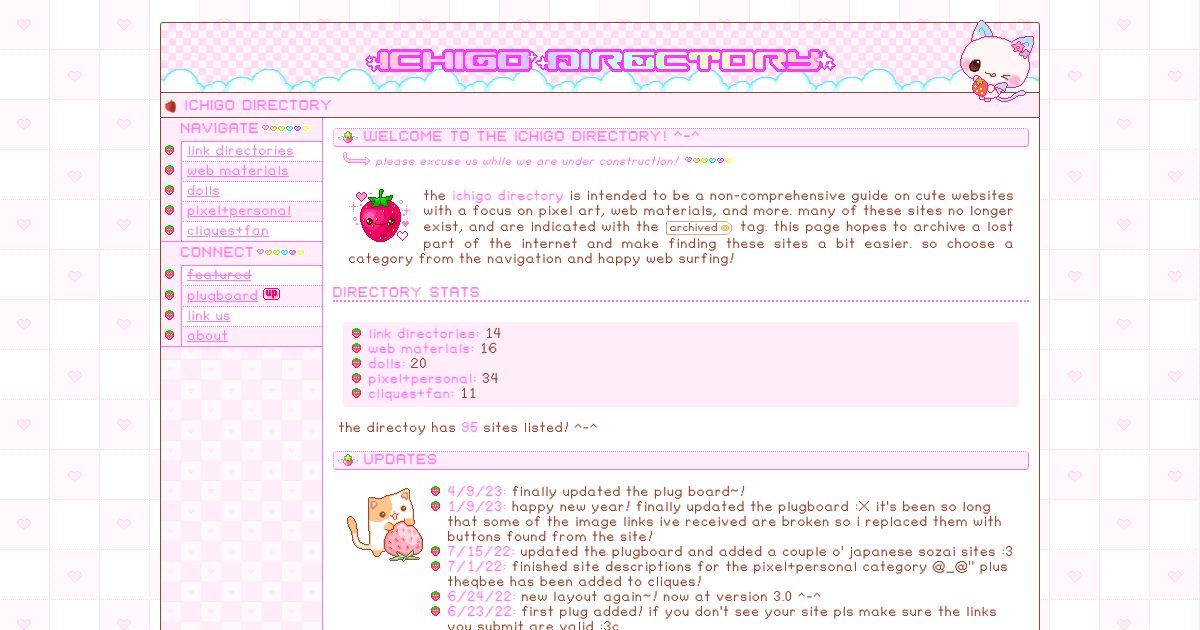 ICHIGO DIRECTORY
ICHIGO DIRECTORY
NAVIGATE
link directories
web materials
dolls
pixel+personal
cliques+fan
CONNECT
featured
plugboard up
link us
about
WELCOME TO THE ICHIGO DIRECTORY! ^-^
please excuse us while we are under construction!
the ichigo directory is intended to be a non-comprehensive guide on cute websites
with a focus on pixel art, web materials, and more. many of these sites no longer
exist, and are indicated with the archived tag. this page hopes to archive a lost
part of the internet and make finding these sites a bit easier. so choose a
category from the navigation and happy web surfing!
DIRECTORY STATS
link directories: 14
web materials: 16
dolls: 20
pixel+personal: 34
cliques+fan: 11
the directoy has 95 sites listed! ^-^
UPDATES
4/9/23: finally updated the plug board~!
1/9/23: happy new year! finally updated the plugboard :X it's been so long
that some of the image links ive received are broken so i replaced them with
buttons found from the site!
7/15/22: updated the plugboard and added a couple o' japanese sozai sites :3
7/1/22: finished site descriptions for the pixel+personal category @_@" plus
theqbee has been added to cliques!
6/24/22: new layout again~! now at version 3.0 ^-^
6/23/22: first plug added! if you don't see your site pls make sure the links
you submit are valid :3c